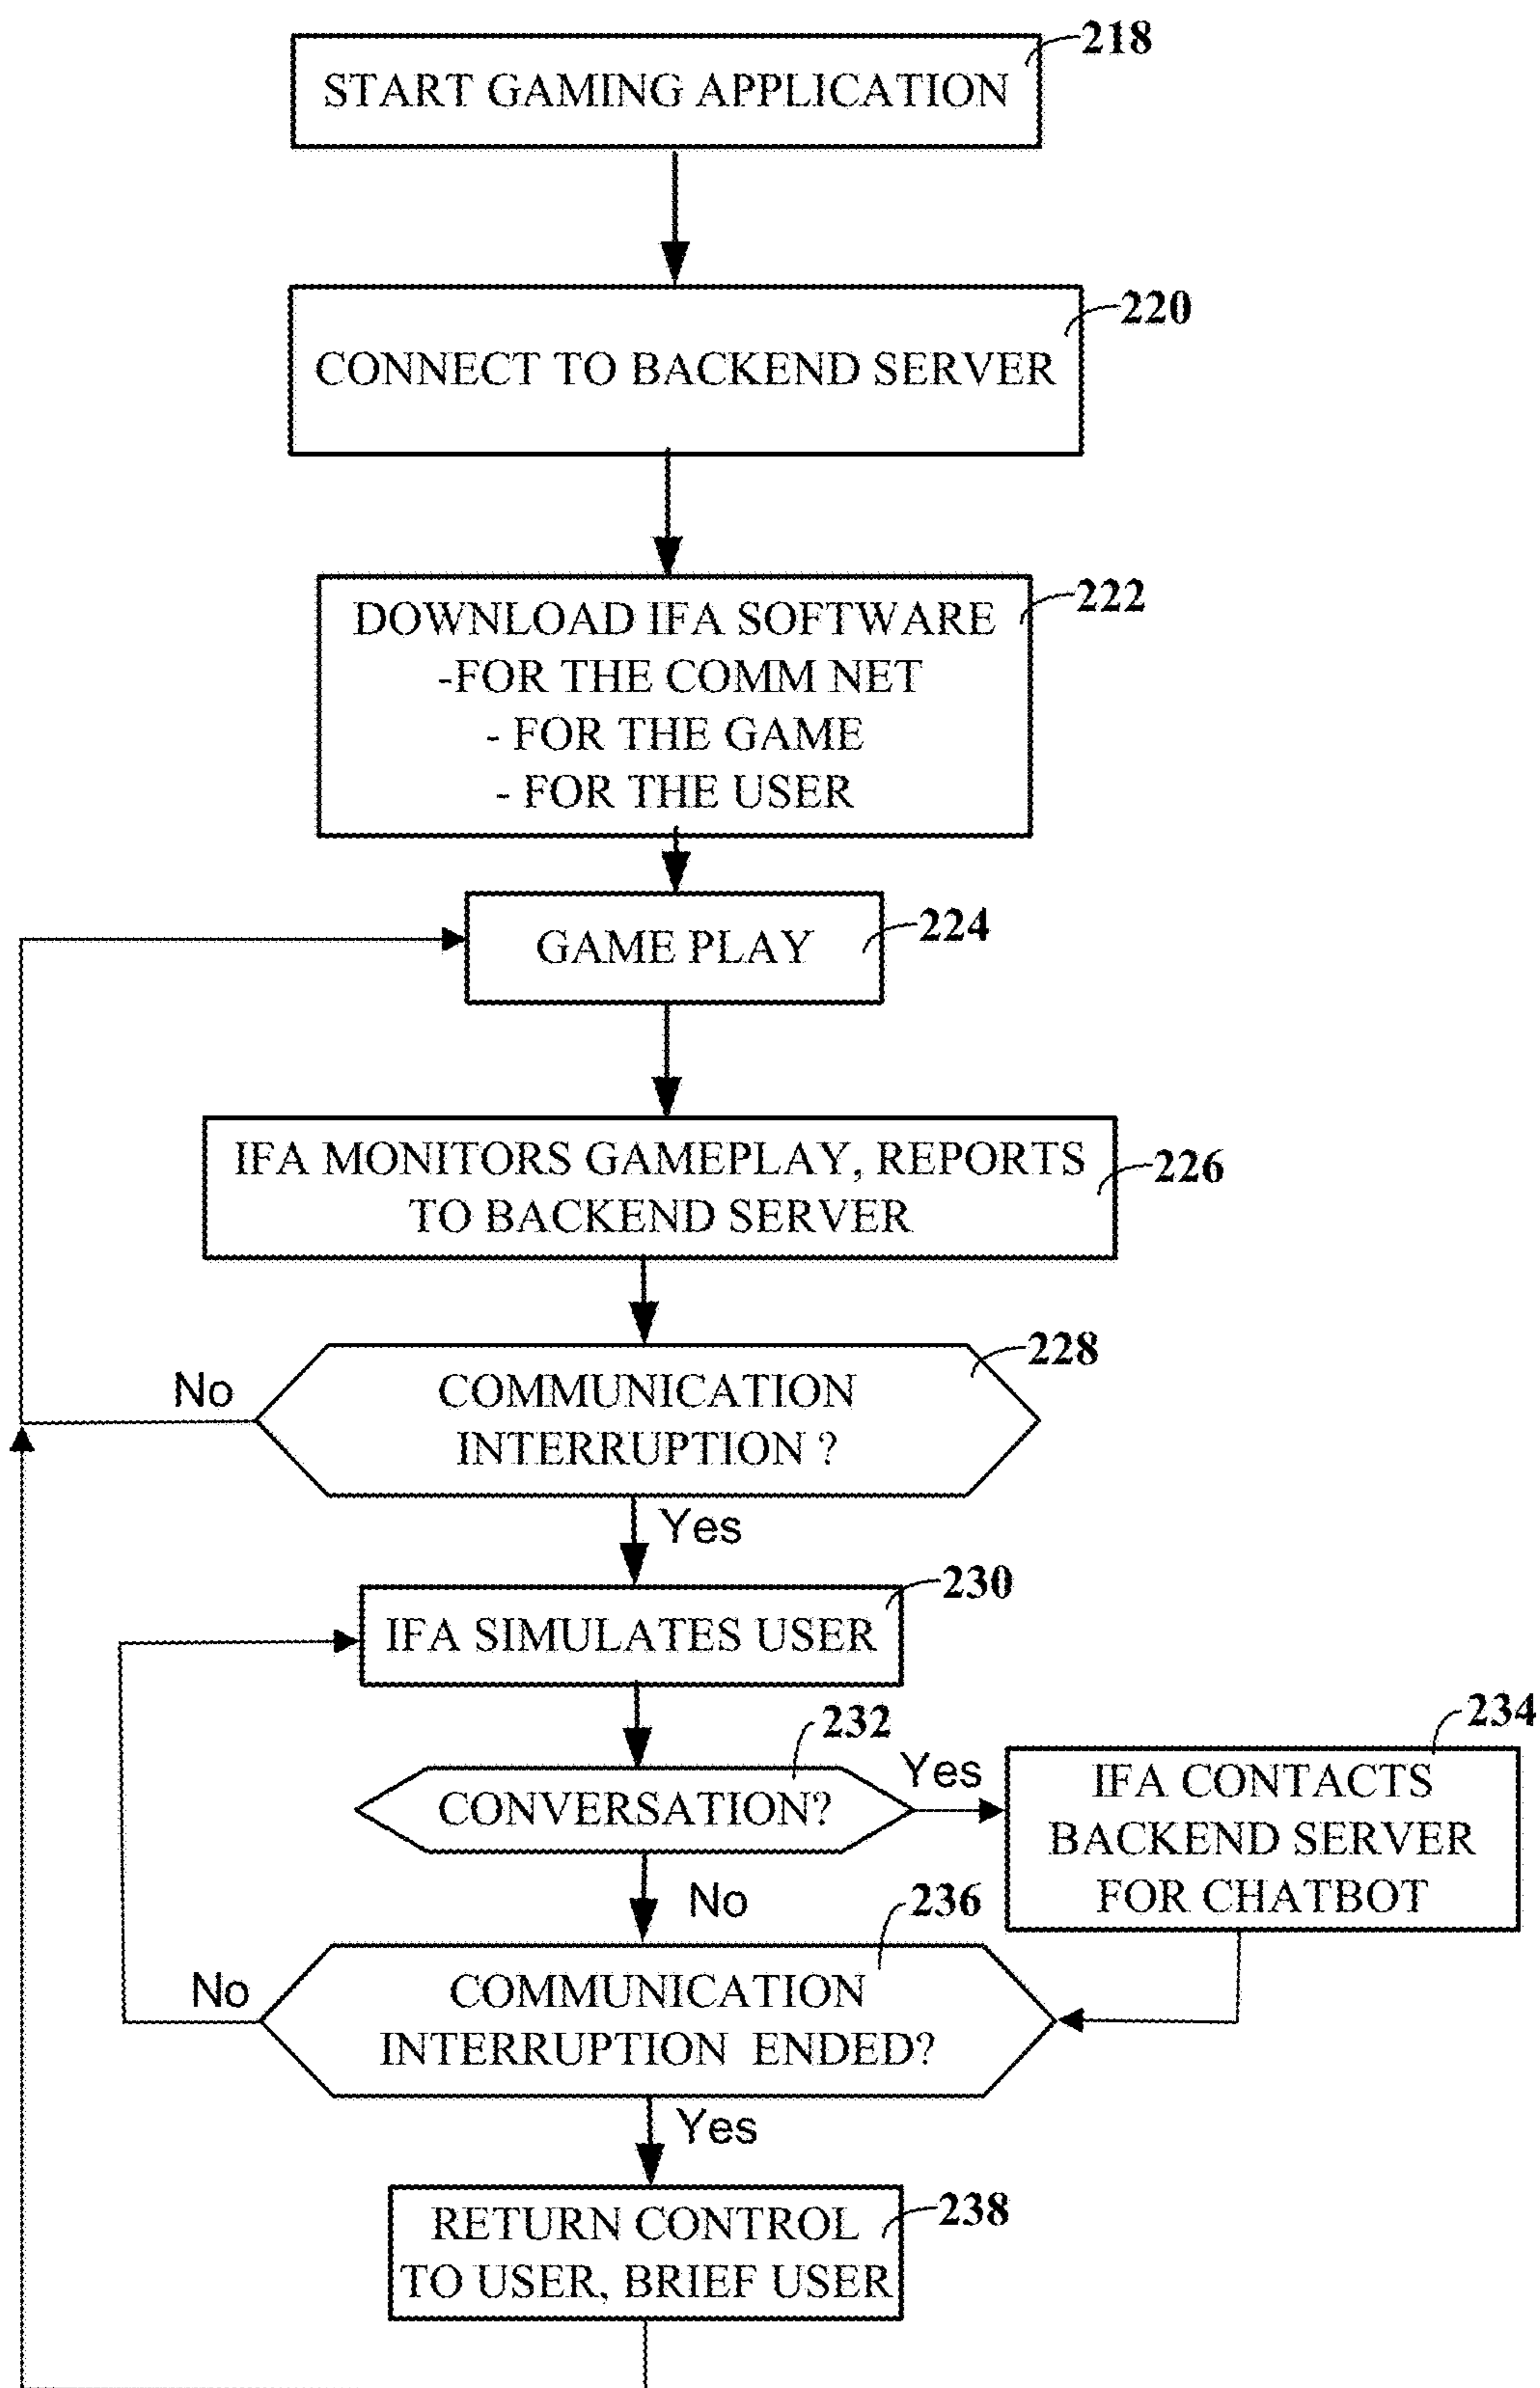 218
START GAMING APPLICATION
220
CONNECT TO BACKEND SERVER
222
DOWNLOAD IFA SOFTWARE
-FOR THE COMM NET
- FOR THE GAME
- FOR THE USER
224
GAME PLAY
226
IFA MONITORS GAMEPLAY, REPORTS
TO BACKEND SERVER
228
No
COMMUNICATION
INTERRUPTION ?
Yes
230
IFA SIMULATES USER
232
CONVERSATION?
Yes
234
IFA CONTACTS
BACKEND SERVER
FOR CHATBOT
No
236
No
COMMUNICATION
INTERRUPTION ENDED?
Yes
238
RETURN CONTROL
TO USER, BRIEF USER